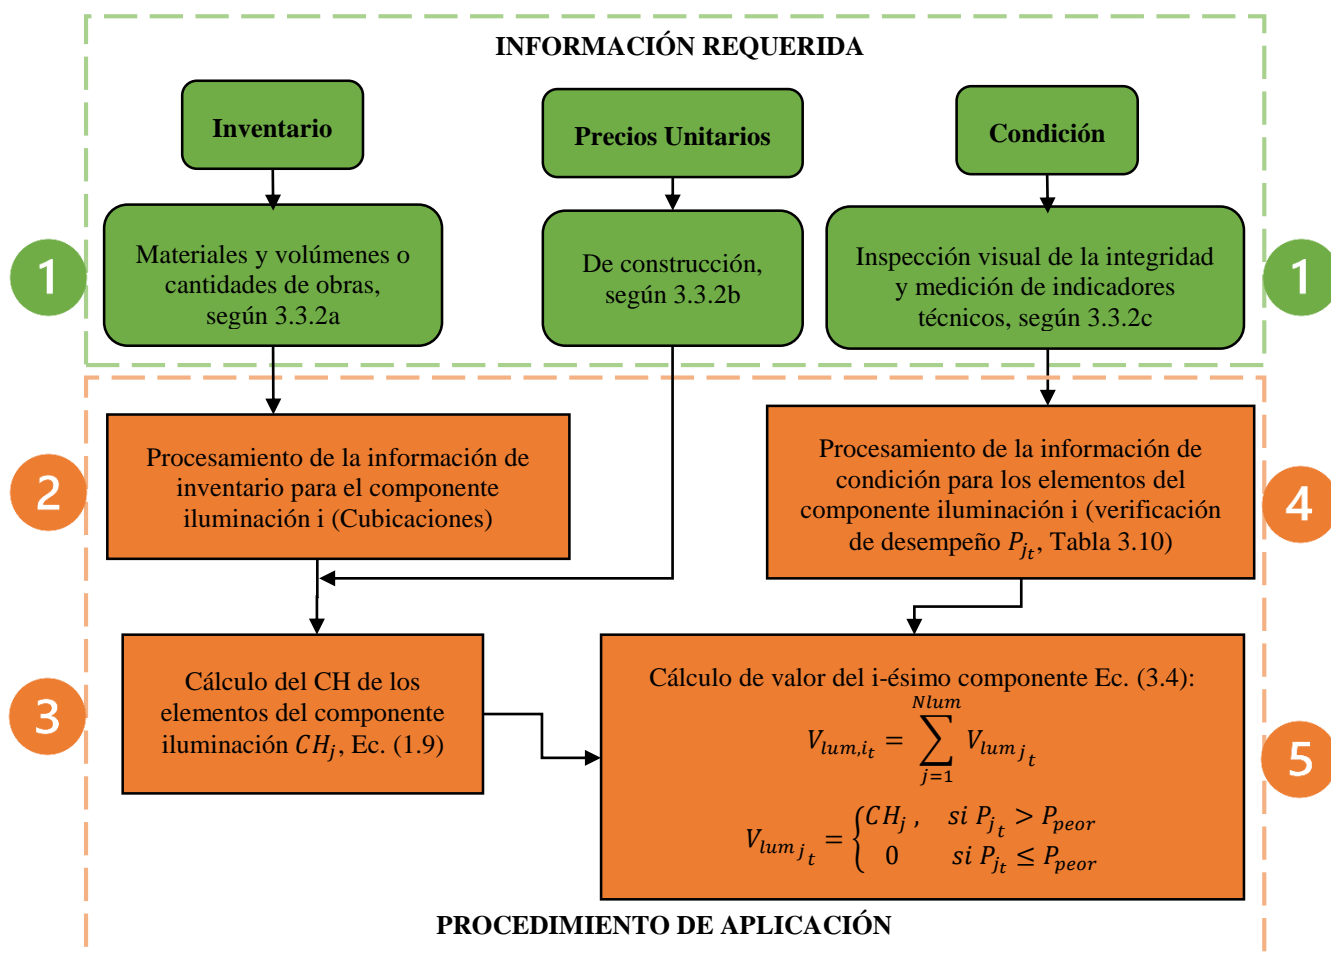 INFORMACIÓN REQUERIDA
Inventario
Precios Unitarios
Condición
1
Materiales y volúmenes o
cantidades de obras,
según 3.3.2a
De construcción,
según 3.3.2b
Inspección visual de la integridad
y medición de indicadores
técnicos, según 3.3.2c
1
2
Procesamiento de la información de
inventario para el componente
iluminación i (Cubicaciones)
Procesamiento de la información de
condición para los elementos del
componente iluminación i (verificación
de desempeño P_{j_t}, Tabla 3.10)
4
3
Cálculo del CH de los
elementos del componente
iluminación CH_j, Ec. (1.9)
Cálculo de valor del i-ésimo componente Ec. (3.4):
V_{lum,i_t} = \sum_{j=1}^{Nlum} V_{lum_{j_t}}
V_{lum_{j_t}} = { CH_j , si P_{j_t} > P_{peor}
0 si P_{j_t} ≤ P_{peor}
5
PROCEDIMIENTO DE APLICACIÓN